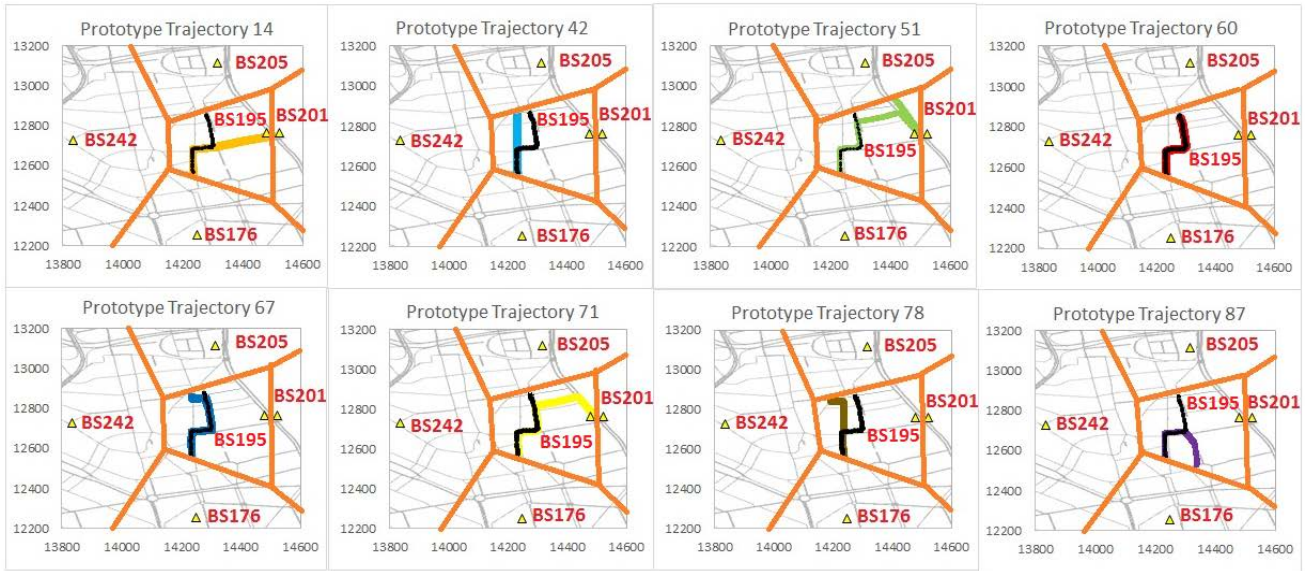 Prototype Trajectory 14
13200
13000
12800
12600
12400
12200
13800 14000 14200 14400 14600
BS205
BS195
BS201
BS242
BS176
Prototype Trajectory 42
13200
13000
12800
12600
12400
12200
13800 14000 14200 14400 14600
BS205
BS195
BS201
BS242
BS176
Prototype Trajectory 51
13200
13000
12800
12600
12400
12200
13800 14000 14200 14400 14600
BS205
BS201
BS242
BS195
BS176
Prototype Trajectory 60
13200
13000
12800
12600
12400
12200
13800 14000 14200 14400 14600
BS205
BS201
BS242
BS195
BS176
Prototype Trajectory 67
13200
13000
12800
12600
12400
12200
13800 14000 14200 14400 14600
BS205
BS201
BS242
BS195
BS176
Prototype Trajectory 71
13200
13000
12800
12600
12400
12200
13800 14000 14200 14400 14600
BS205
BS201
BS242
BS195
BS176
Prototype Trajectory 78
13200
13000
12800
12600
12400
12200
13800 14000 14200 14400 14600
BS205
BS201
BS242
BS195
BS176
Prototype Trajectory 87
13200
13000
12800
12600
12400
12200
13800 14000 14200 14400 14600
BS205
BS195
BS201
BS242
BS176